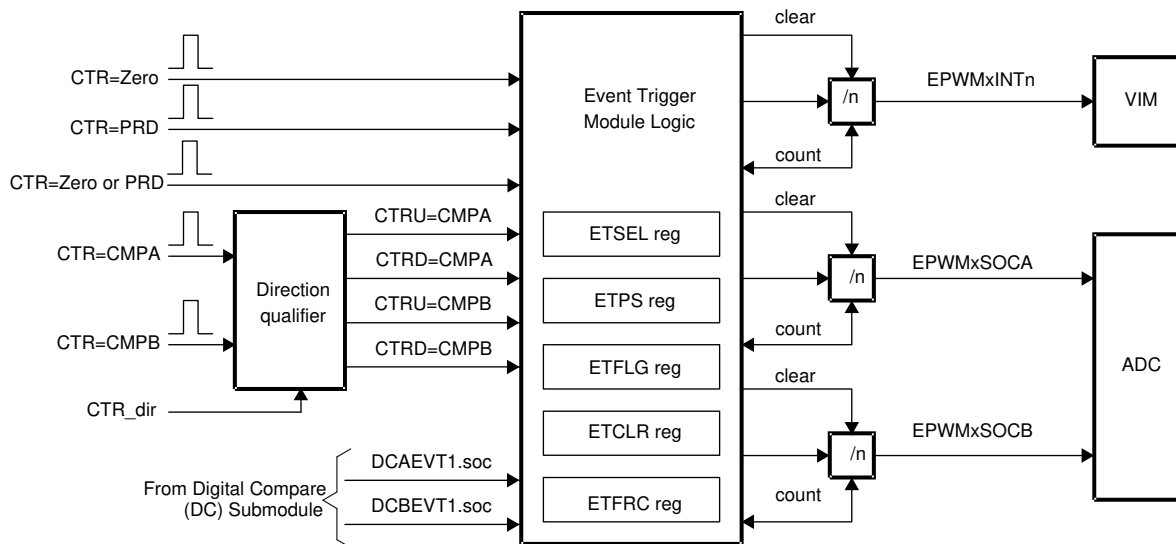 CTR=Zero
CTR=PRD
CTR=Zero or PRD
CTR=CMPA
CTR=CMPB
CTR_dir
Direction
qualifier
CTRU=CMPA
CTRD=CMPA
CTRU=CMPB
CTRD=CMPB
From Digital Compare
(DC) Submodule
DCAEVT1.soc
DCBEVT1.soc
Event Trigger
Module Logic
ETSEL reg
ETPS reg
ETFLG reg
ETCLR reg
ETFRC reg
clear
/n
count
EPWMxINTn
VIM
clear
/n
count
EPWMxSOCA
clear
/n
count
EPWMxSOCB
ADC